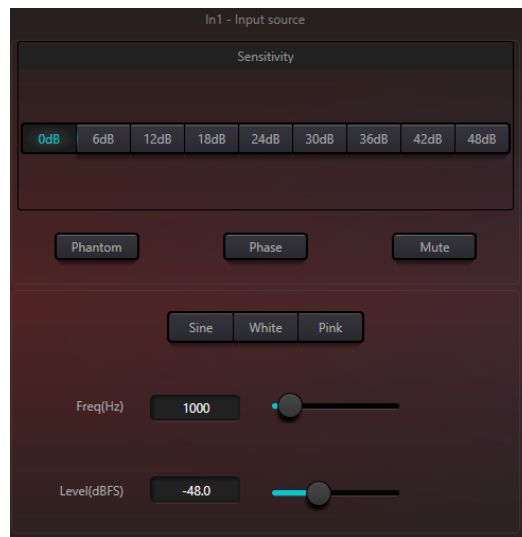 In1 - Input source
Sensitivity
0dB 6dB 12dB 18dB 24dB 30dB 36dB 42dB 48dB
Phantom Phase Mute
Sine White Pink
Freq(Hz) 1000
Level(dBFS) -48.0